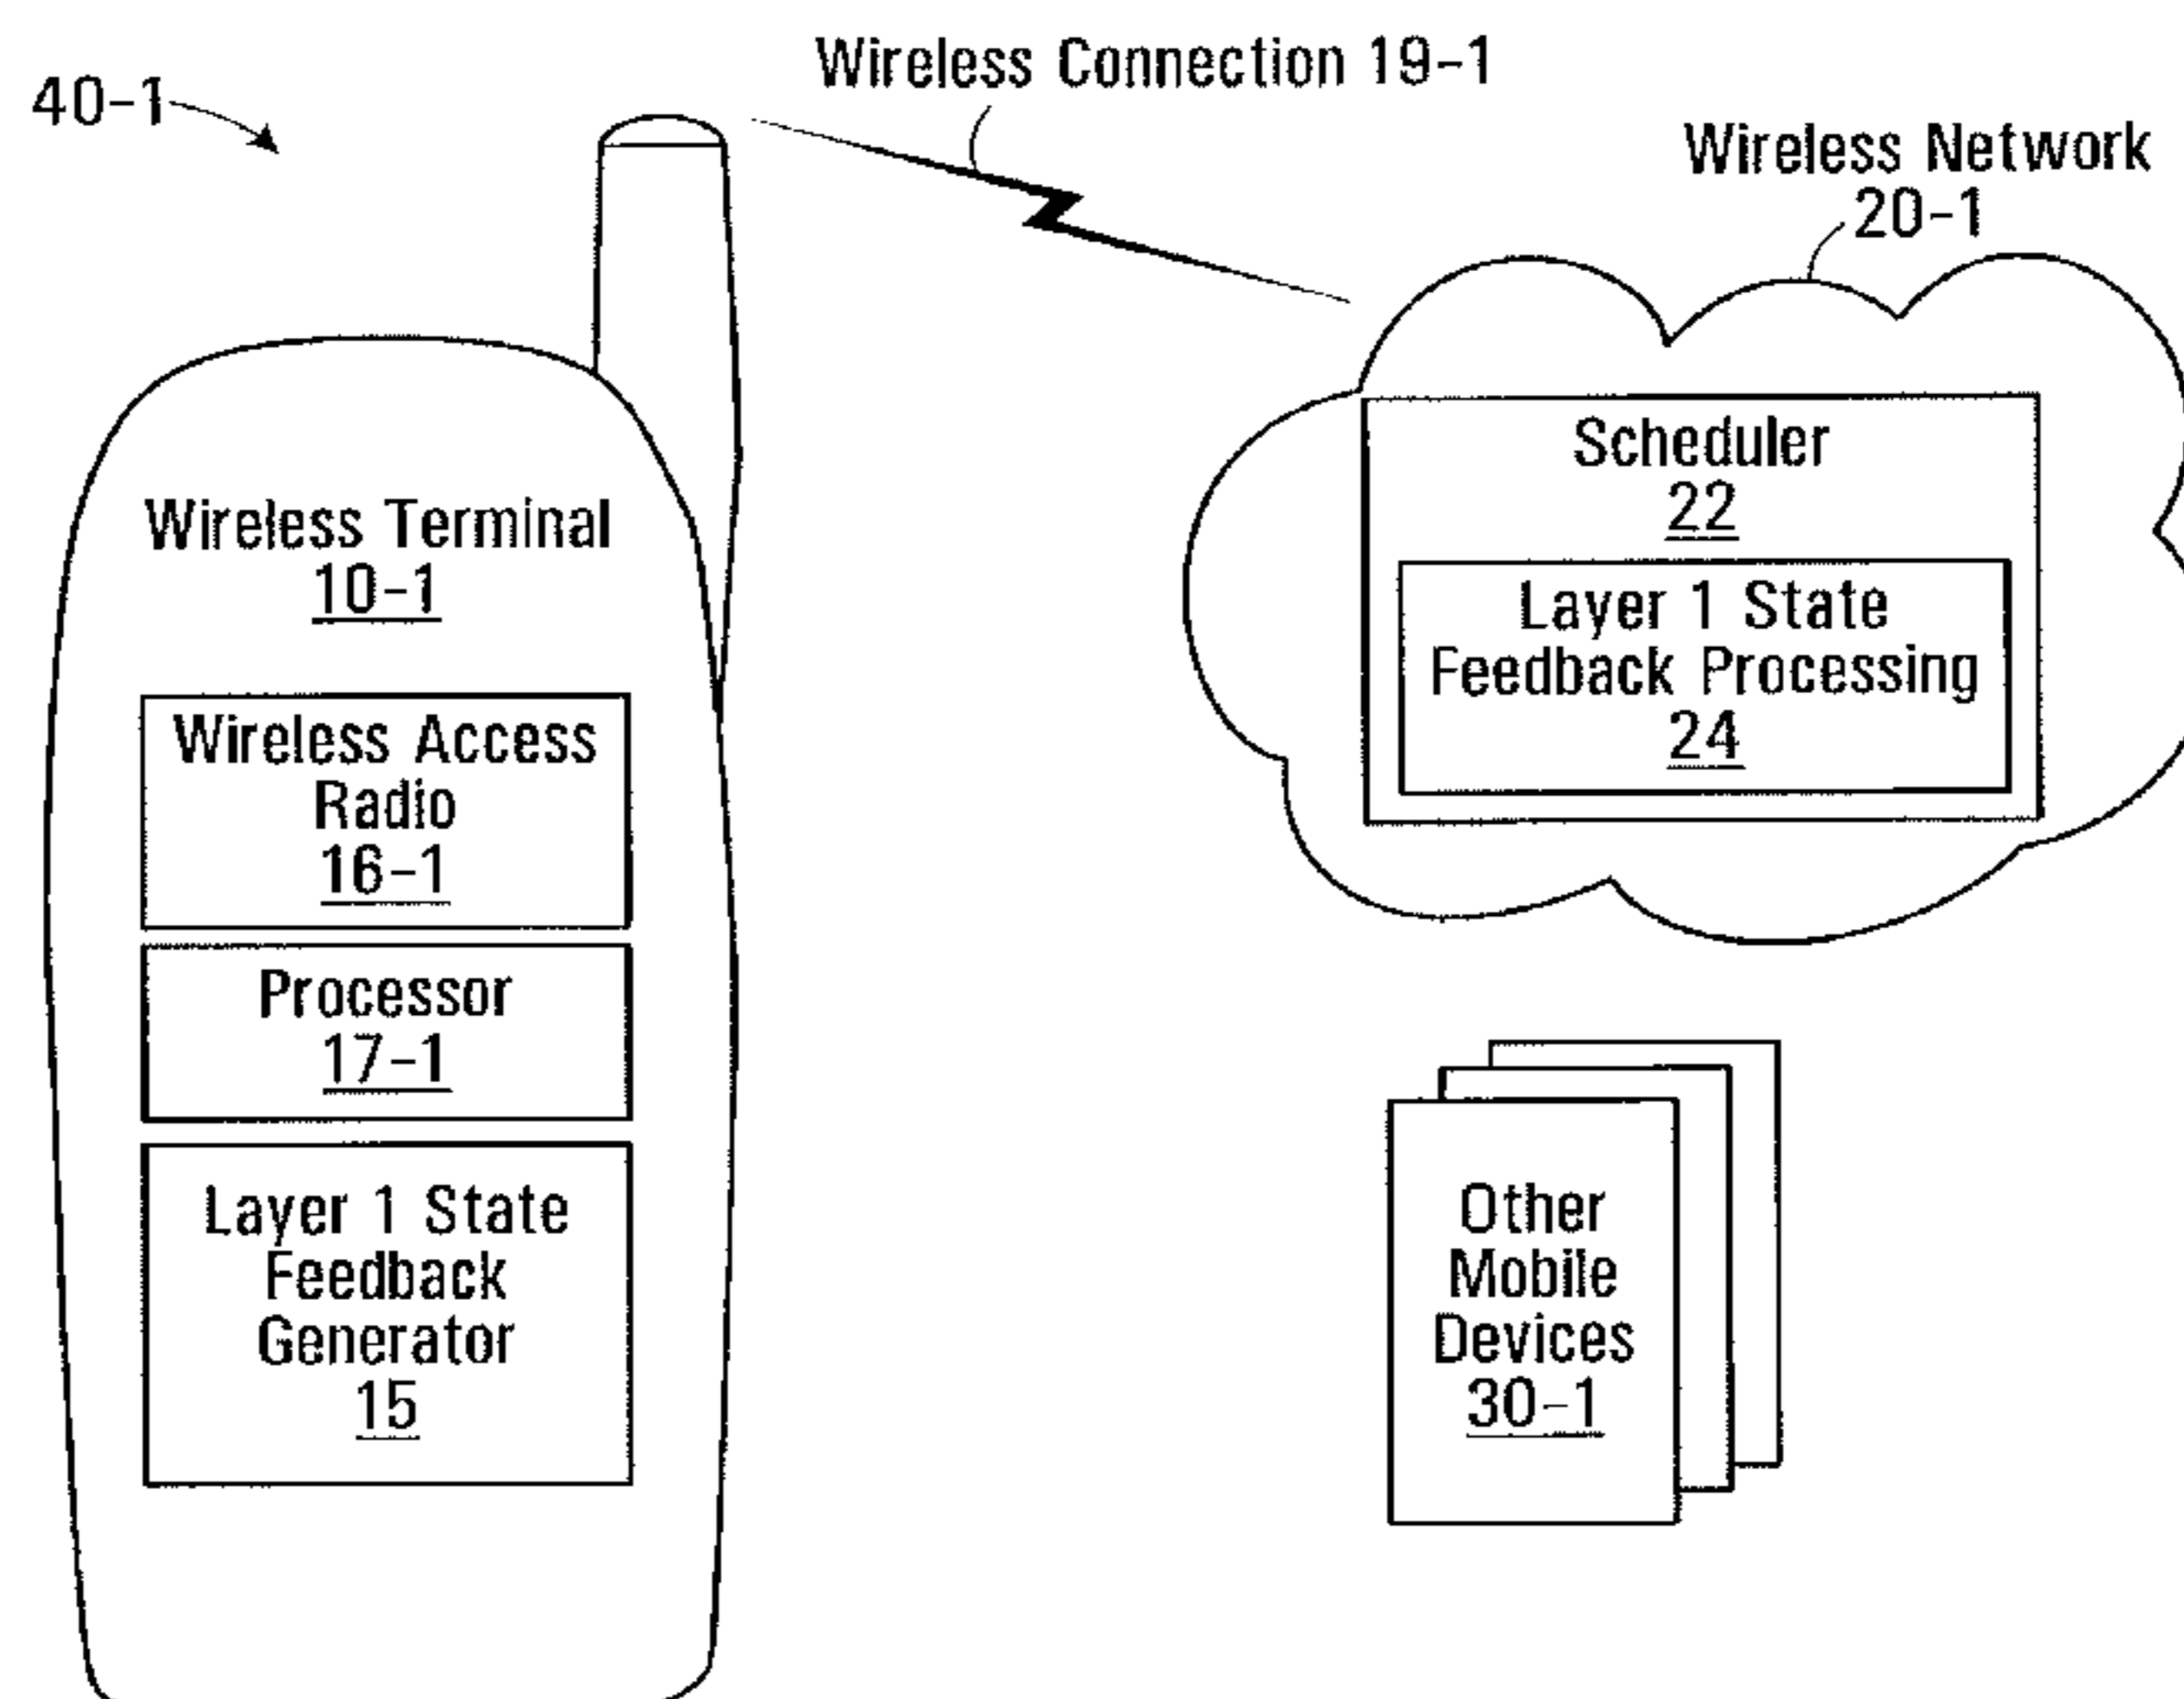 40-1
Wireless Connection 19-1
Wireless Network
20-1
Wireless Terminal
10-1
Wireless Access
Radio
16-1
Processor
17-1
Layer 1 State
Feedback
Generator
15
Scheduler
22
Layer 1 State
Feedback Processing
24
Other
Mobile
Devices
30-1